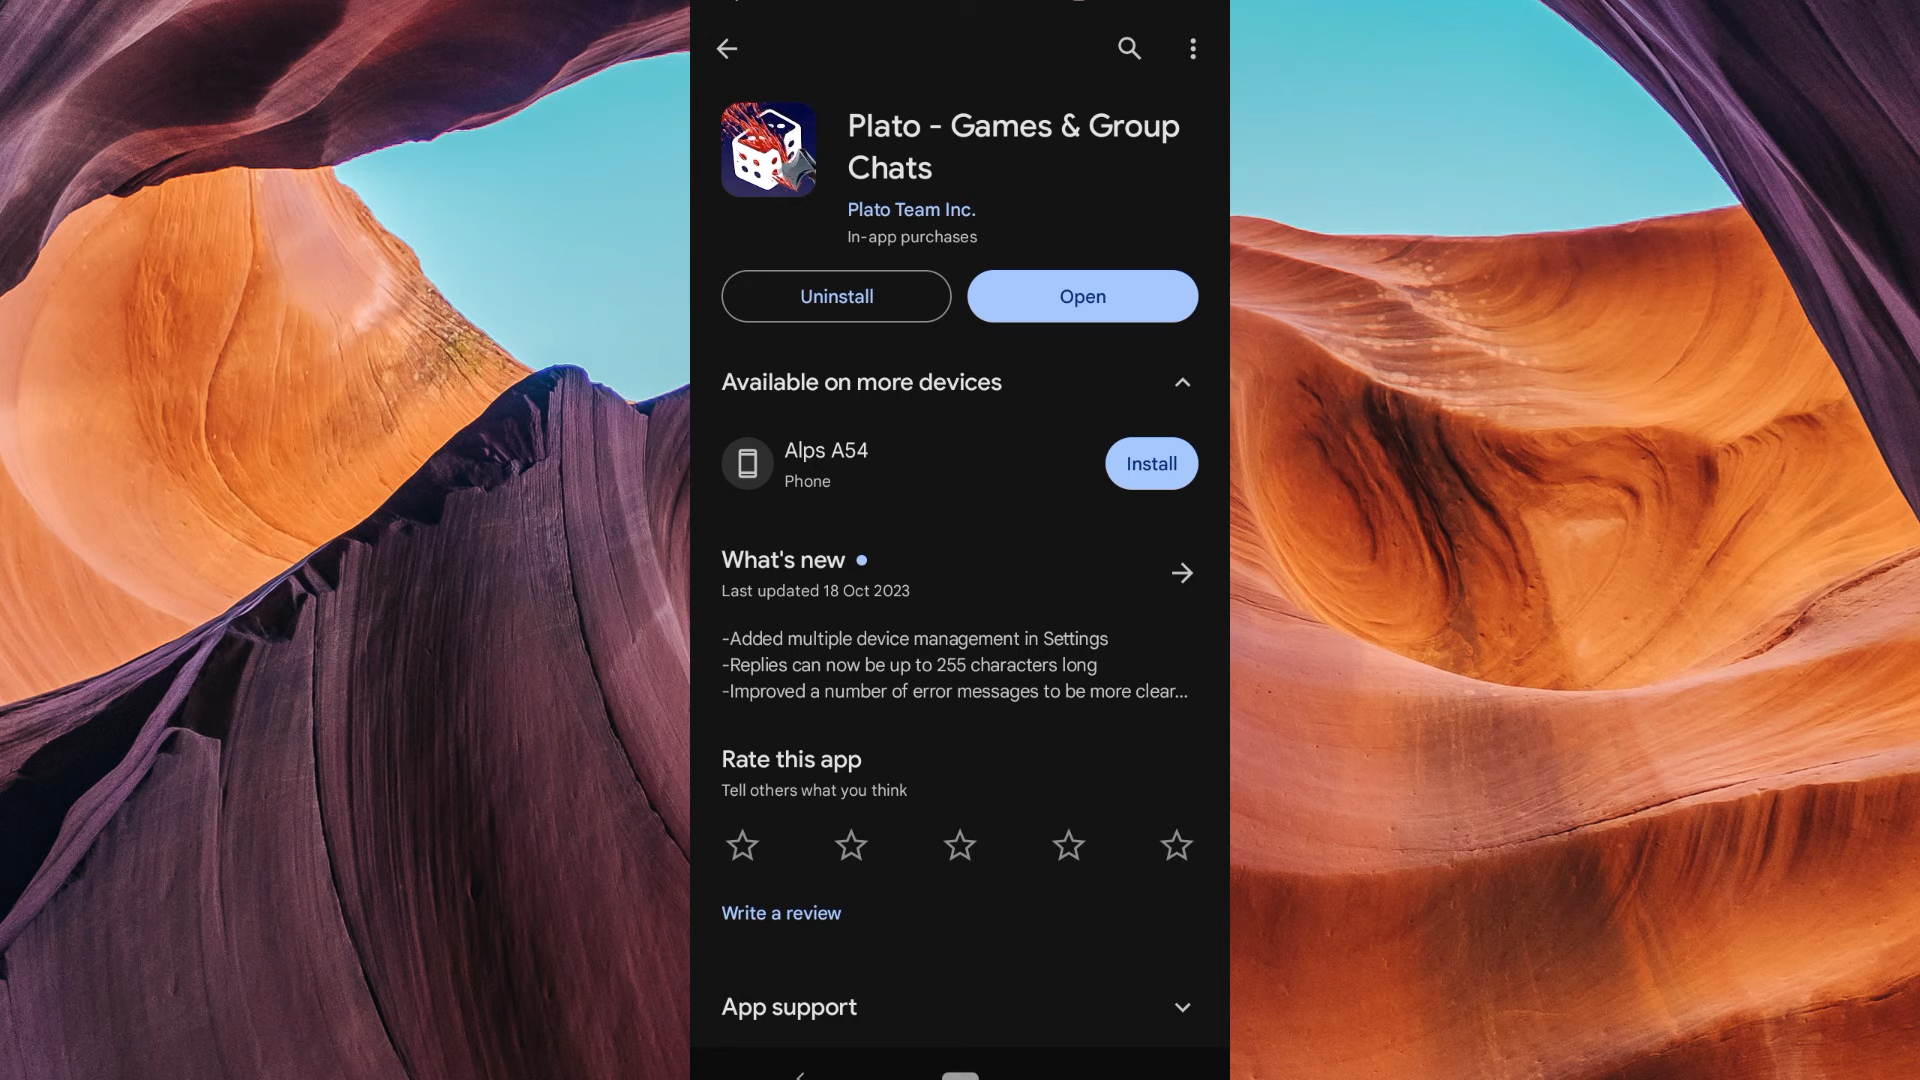 Plato - Games & Group
Chats
Plato Team Inc.
In-app purchases
Uninstall
Open
Available on more devices
Alps A54
Phone
Install
What's new
Last updated 18 Oct 2023
-Added multiple device management in Settings
-Replies can now be up to 255 characters long
-Improved a number of error messages to be more clear...
Rate this app
Tell others what you think
Write a review
App support